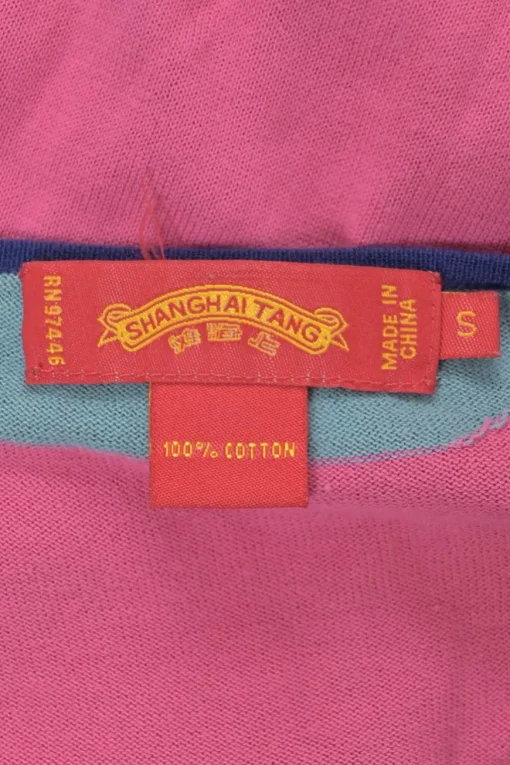 RN97446
SHANGHAI TANG
灘海上
MADE IN
CHINA
S
100% COTTON